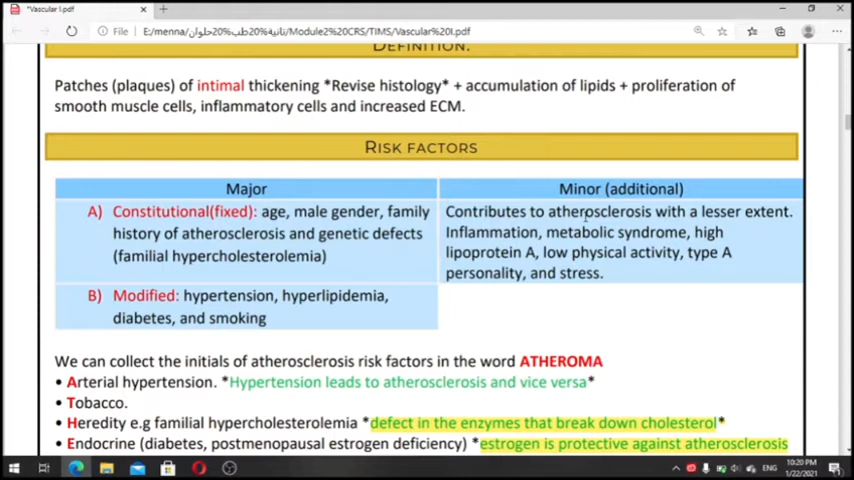 *Vascular I.pdf
File | E:/menna/ثانية%20طب%20حلوان/Module2%20CRS/TIMS/Vascular%20I.pdf
DEFINITION.
Patches (plaques) of intimal thickening *Revise histology* + accumulation of lipids + proliferation of
smooth muscle cells, inflammatory cells and increased ECM.
RISK FACTORS
Major
Minor (additional)
A) Constitutional(fixed): age, male gender, family
history of atherosclerosis and genetic defects
(familial hypercholesterolemia)
Contributes to atherosclerosis with a lesser extent.
Inflammation, metabolic syndrome, high
lipoprotein A, low physical activity, type A
personality, and stress.
B) Modified: hypertension, hyperlipidemia,
diabetes, and smoking
We can collect the initials of atherosclerosis risk factors in the word ATHEROMA
• Arterial hypertension. *Hypertension leads to atherosclerosis and vice versa*
• Tobacco.
• Heredity e.g familial hypercholesterolemia *defect in the enzymes that break down cholesterol*
• Endocrine (diabetes, postmenopausal estrogen deficiency) *estrogen is protective against atherosclerosis
ENG
10:20 PM
1/22/2021